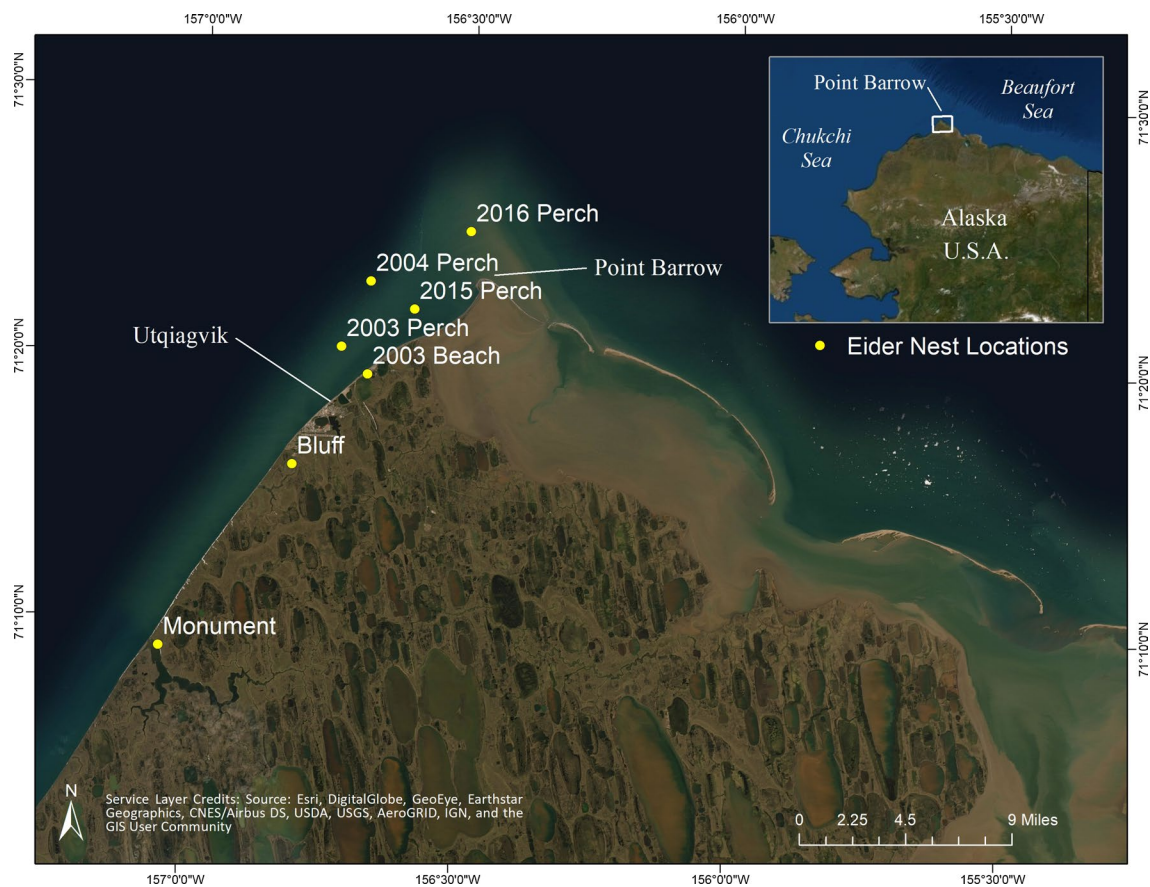 157°0'0"W
156°30'0"W
156°0'0"W
155°30'0"W
71°30'0"N
71°30'0"N
Point Barrow
Beaufort
Sea
Chukchi
Sea
Alaska
U.S.A.
2016 Perch
2004 Perch
Point Barrow
2015 Perch
2003 Perch
Utqiagvik
2003 Beach
Eider Nest Locations
71°20'0"N
71°20'0"N
Bluff
71°10'0"N
Monument
71°10'0"N
N
Service Layer Credits: Source: Esri, DigitalGlobe, GeoEye, Earthstar
Geographics, CNES/Airbus DS, USDA, USGS, AeroGRID, IGN, and the
GIS User Community
0 2.25 4.5 9 Miles
157°0'0"W
156°30'0"W
156°0'0"W
155°30'0"W